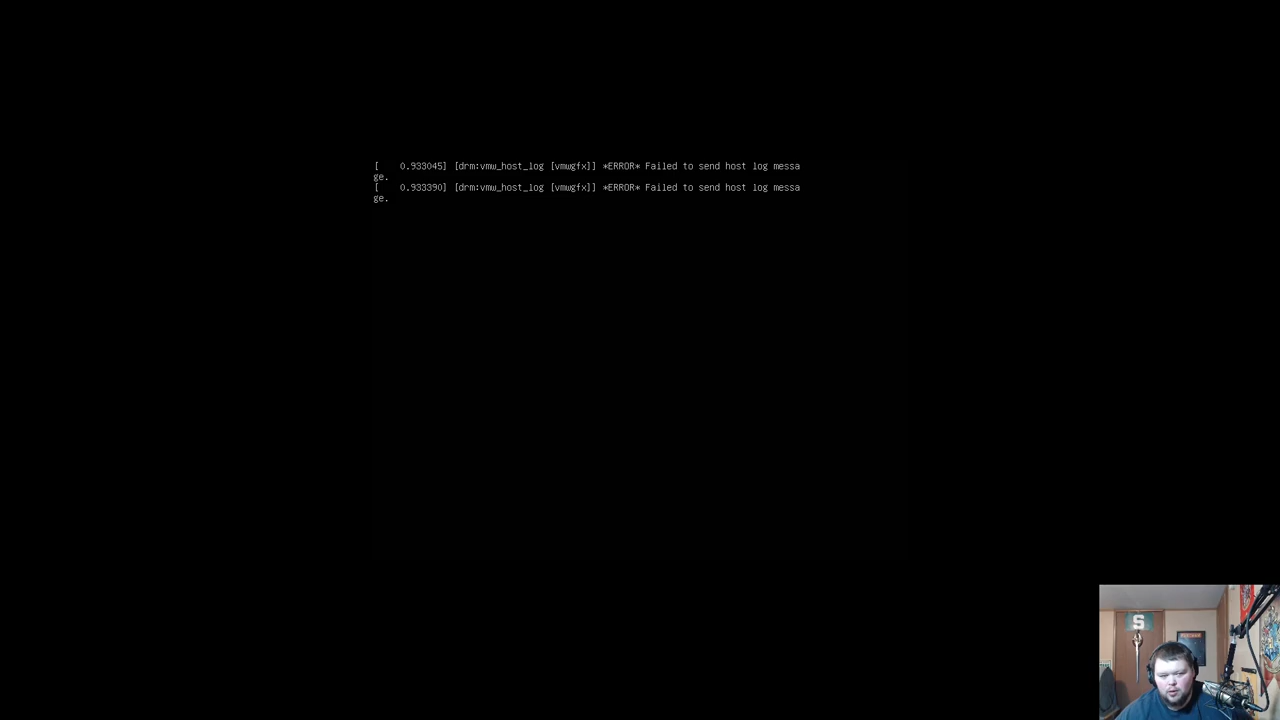 [    0.933045] [drm:vmw_host_log [vmwgfx]] *ERROR* Failed to send host log messa
ge.
[    0.933390] [drm:vmw_host_log [vmwgfx]] *ERROR* Failed to send host log messa
ge.
S